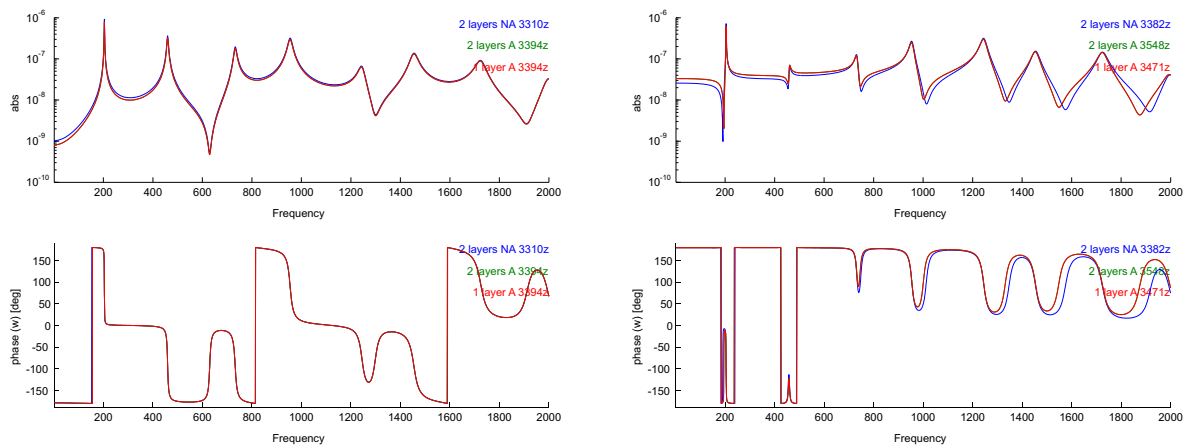 10^-5
10^-6
10^-7
10^-8
10^-9
10^-10
abs
2 layers NA 3310z
2 layers A 3394z
1 layer A 3394z
200 400 600 800 1000 1200 1400 1600 1800 2000
Frequency
10^-5
10^-6
10^-7
10^-8
10^-9
10^-10
abs
2 layers NA 3382z
2 layers A 3548z
1 layer A 3471z
200 400 600 800 1000 1200 1400 1600 1800 2000
Frequency
150
100
50
0
-50
-100
-150
phase (w) [deg]
2 layers NA 3310z
2 layers A 3394z
1 layer A 3394z
200 400 600 800 1000 1200 1400 1600 1800 2000
Frequency
150
100
50
0
-50
-100
-150
phase (w) [deg]
2 layers NA 3382z
2 layers A 3548z
1 layer A 3471z
200 400 600 800 1000 1200 1400 1600 1800 2000
Frequency